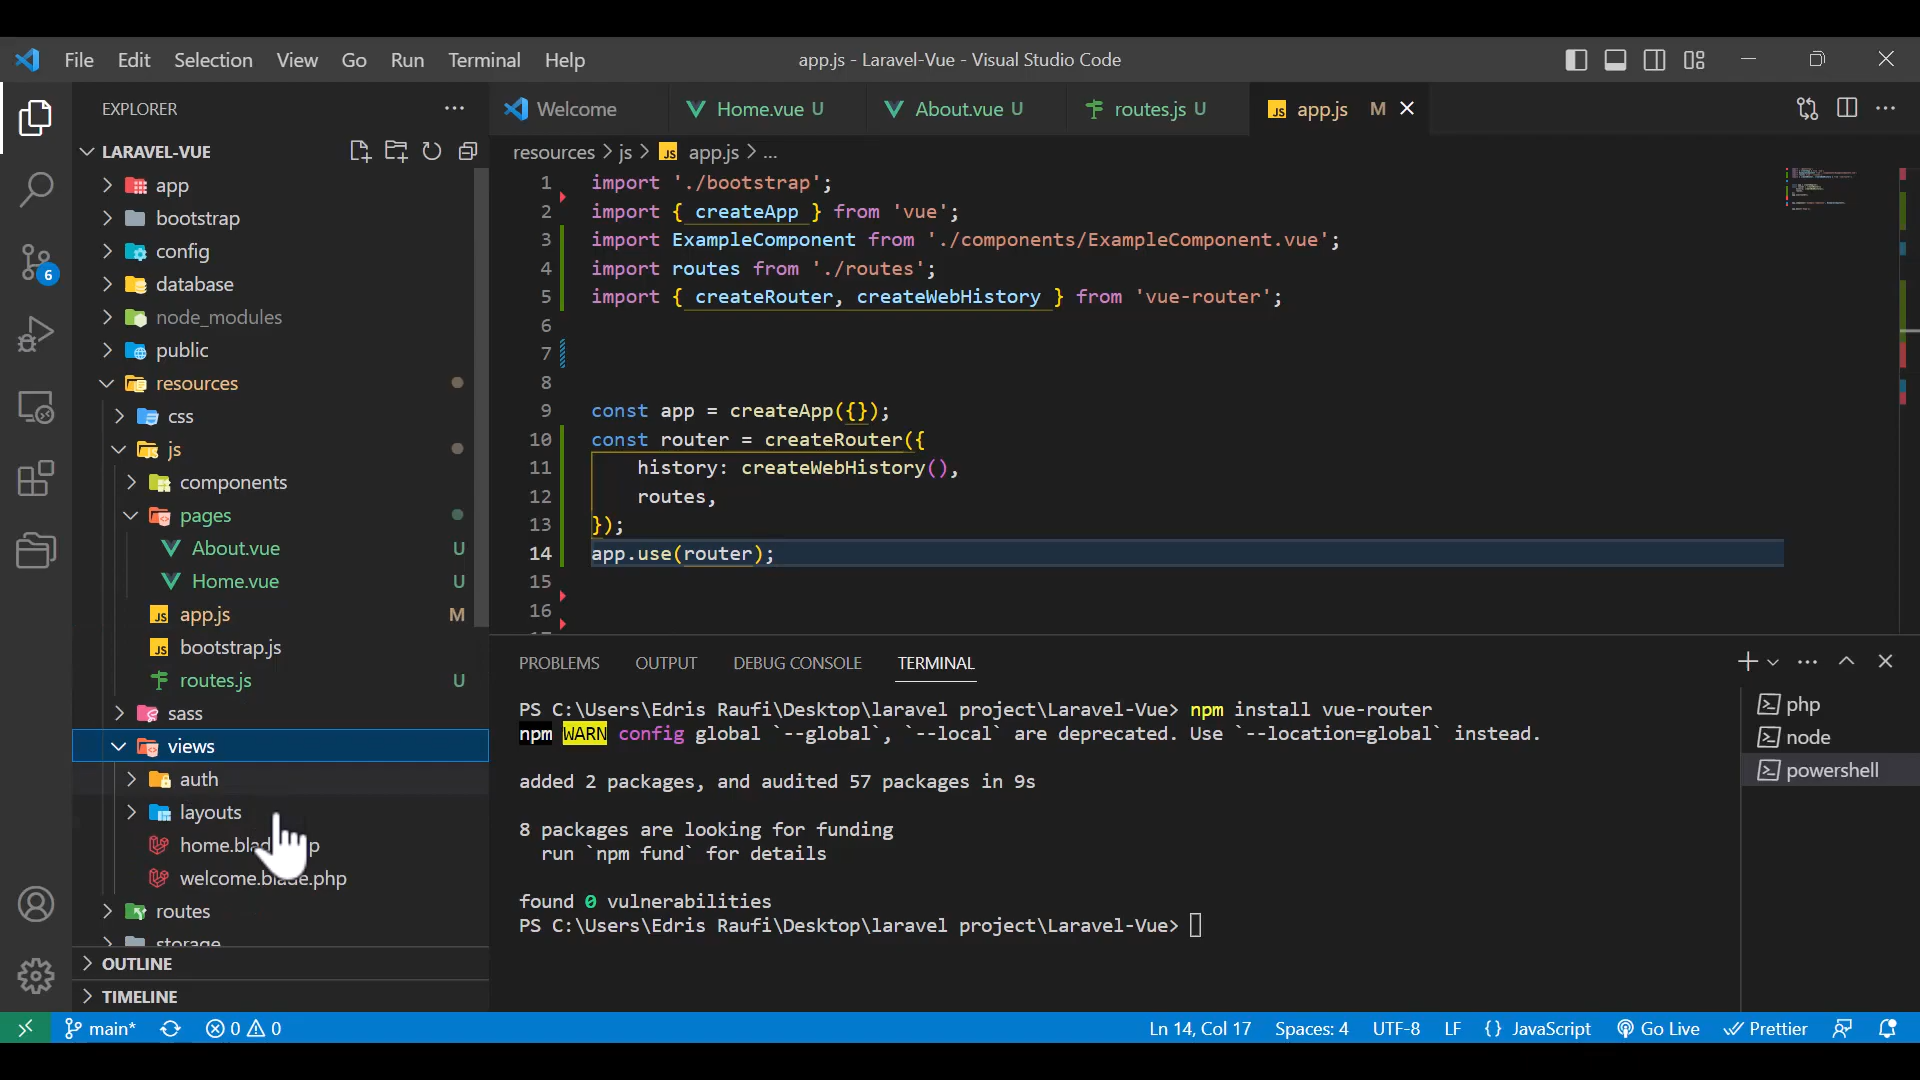 File Edit Selection View Go Run Terminal Help
app.js - Laravel-Vue - Visual Studio Code
EXPLORER
LARAVEL-VUE
app
bootstrap
config
database
node_modules
public
resources
css
js
components
pages
About.vue U
Home.vue U
app.js M
bootstrap.js
routes.js U
sass
views
auth
layouts
welcome.blade.php
routes
storage
OUTLINE
TIMELINE
6
Welcome Home.vue U About.vue U routes.js U JS app.js M
resources > js > JS app.js > ...
1 import './bootstrap';
2 import { createApp } from 'vue';
3 import ExampleComponent from './components/ExampleComponent.vue';
4 import routes from './routes';
5 import { createRouter, createWebHistory } from 'vue-router';
6
7
8
9 const app = createApp({});
10 const router = createRouter({
11 history: createWebHistory(),
12 routes,
13 });
14 app.use(router);
15
16
PROBLEMS OUTPUT DEBUG CONSOLE TERMINAL
PS C:\Users\Edris Raufi\Desktop\laravel project\Laravel-Vue> npm install vue-router
npm WARN config global `--global`, `--local` are deprecated. Use `--location=global` instead.
added 2 packages, and audited 57 packages in 9s
8 packages are looking for funding
run `npm fund` for details
found 0 vulnerabilities
PS C:\Users\Edris Raufi\Desktop\laravel project\Laravel-Vue>
php
node
powershell
main* 0 0 Ln 14, Col 17 Spaces: 4 UTF-8 LF {} JavaScript Go Live Prettier